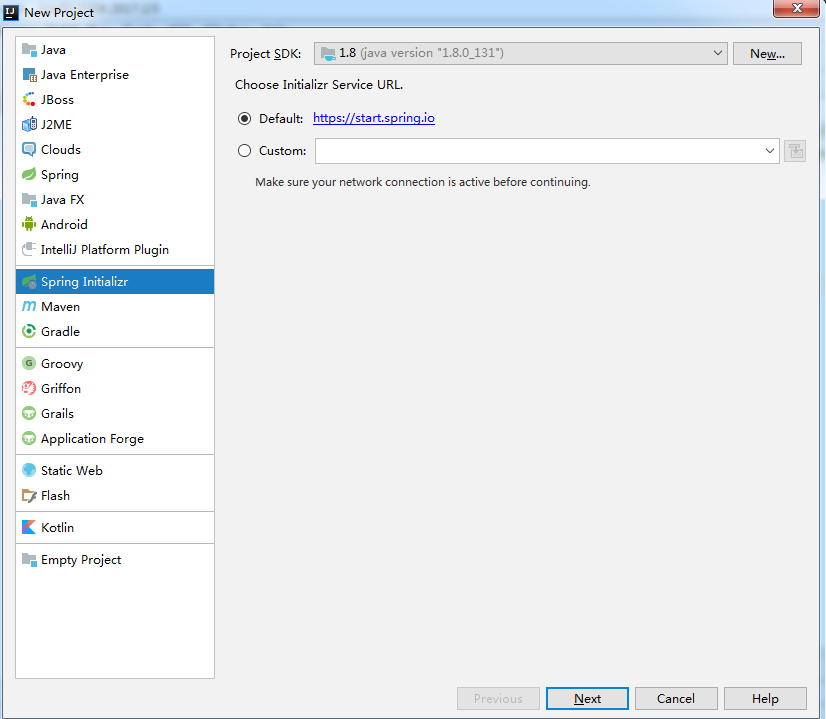 New Project
Java
Java Enterprise
JBoss
J2ME
Clouds
Spring
Java FX
Android
IntelliJ Platform Plugin
Spring Initializr
Maven
Gradle
Groovy
Griffon
Grails
Application Forge
Static Web
Flash
Kotlin
Empty Project
Project SDK: 1.8 (java version "1.8.0_131") New...
Choose Initializr Service URL.
Default: https://start.spring.io
Custom:
Make sure your network connection is active before continuing.
Previous Next Cancel Help